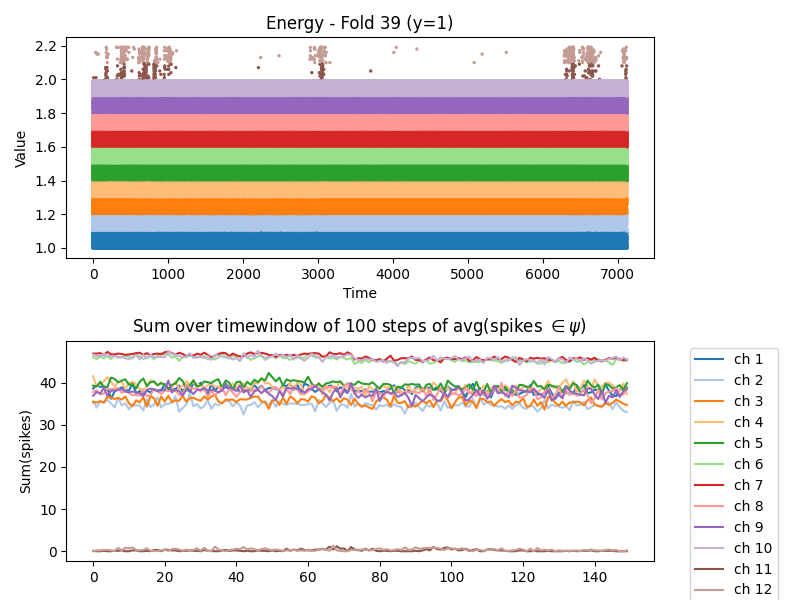 Energy - Fold 39 (y=1)
Value
2.2
2.0
1.8
1.6
1.4
1.2
1.0
0 1000 2000 3000 4000 5000 6000 7000
Time
Sum over timewindow of 100 steps of avg(spikes ∈ ψ)
Sum(spikes)
40
30
20
10
0
0 20 40 60 80 100 120 140
ch 1
ch 2
ch 3
ch 4
ch 5
ch 6
ch 7
ch 8
ch 9
ch 10
ch 11
ch 12